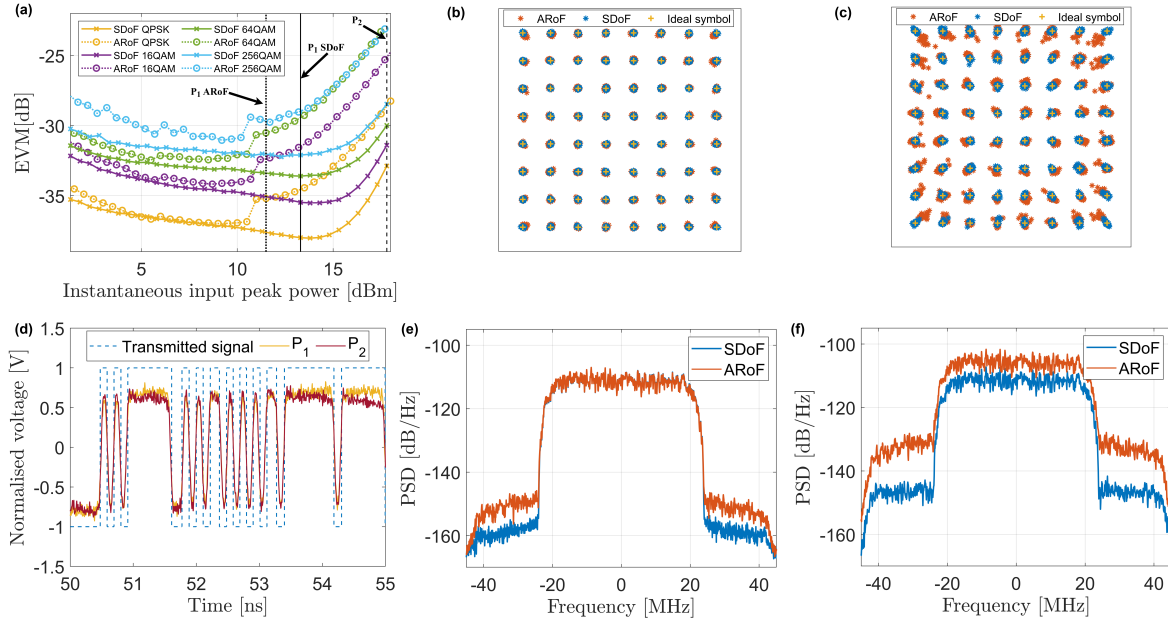 (a)
SDoF QPSK
ARoF QPSK
SDoF 16QAM
ARoF 16QAM
SDoF 64QAM
ARoF 64QAM
SDoF 256QAM
ARoF 256QAM
P1 ARoF
P1 SDoF
P2
-25
-30
-35
EVM[dB]
5
10
15
Instantaneous input peak power [dBm]
(b)
ARoF
SDoF
Ideal symbol
(c)
ARoF
SDoF
Ideal symbol
(d)
Transmitted signal
P1
P2
1.5
1
0.5
0
-0.5
-1
-1.5
Normalised voltage [V]
50
51
52
53
54
55
Time [ns]
(e)
SDoF
ARoF
-100
-120
-140
-160
PSD [dB/Hz]
-40
-20
0
20
40
Frequency [MHz]
(f)
SDoF
ARoF
-100
-120
-140
-160
PSD [dB/Hz]
-40
-20
0
20
40
Frequency [MHz]